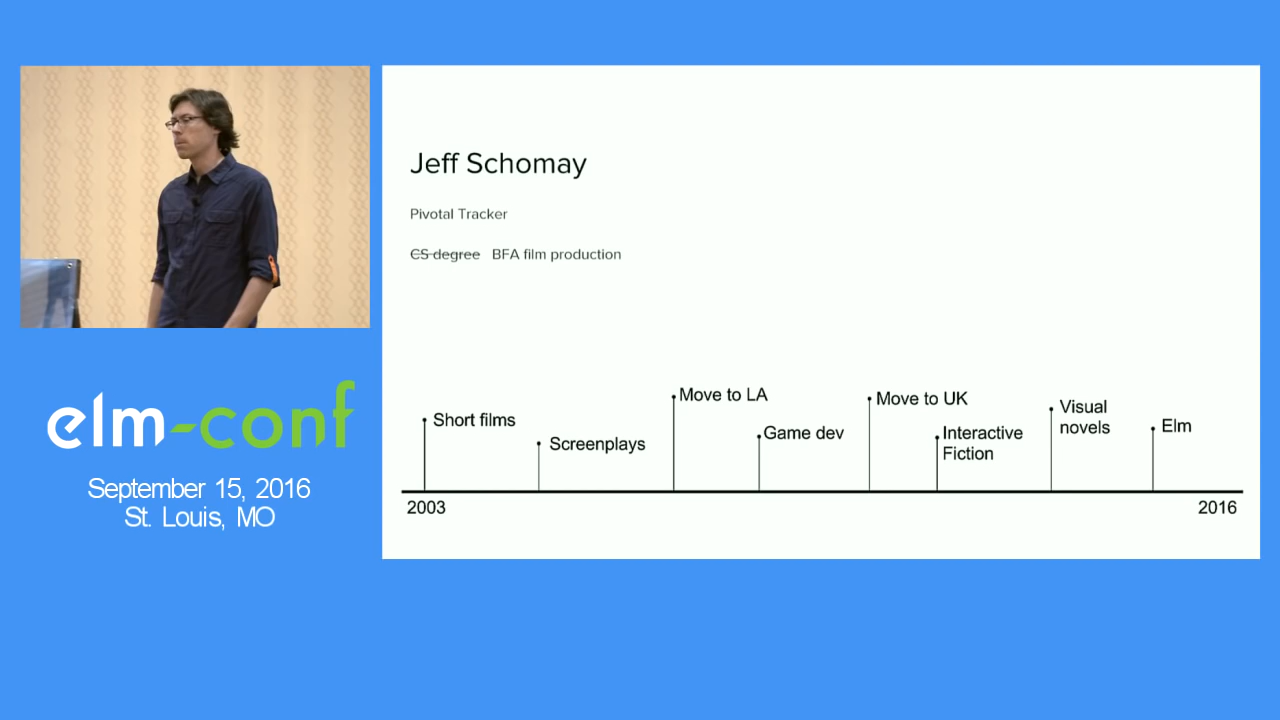 elm-conf
September 15, 2016
St. Louis, MO
Jeff Schomay
Pivotal Tracker
CS degree BFA film production
Short films
Screenplays
Move to LA
Game dev
Move to UK
Interactive
Fiction
Visual
novels
Elm
2003
2016